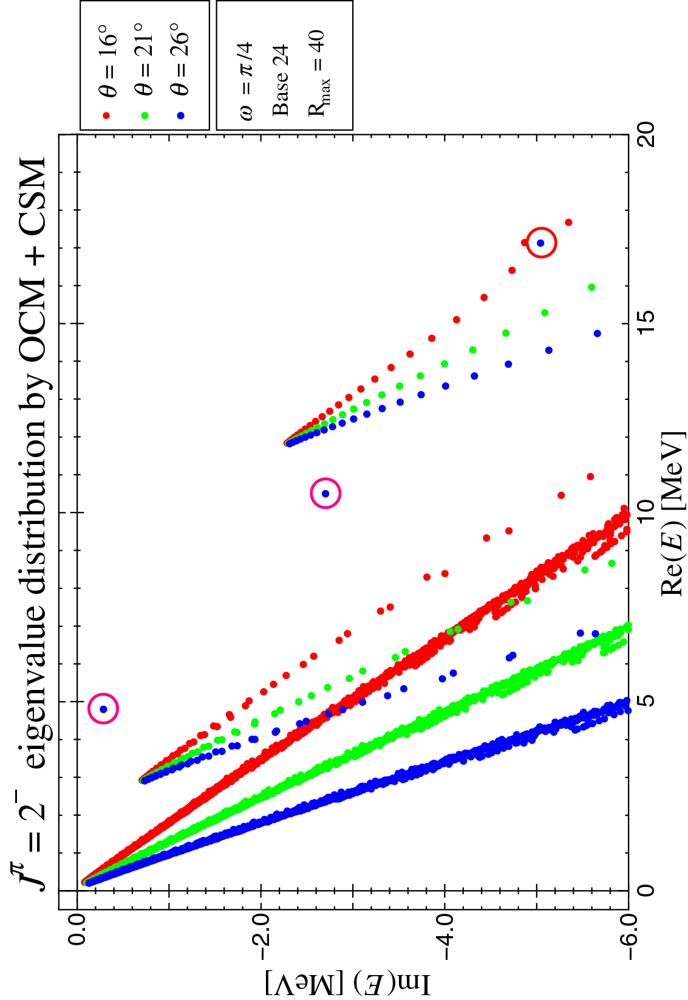 J^π = 2^− eigenvalue distribution by OCM + CSM
θ = 16°
θ = 21°
θ = 26°
ω = π/4
Base 24
R_max = 40
Im(E) [MeV]
0.0
−2.0
−4.0
−6.0
0
5
10
15
20
Re(E) [MeV]